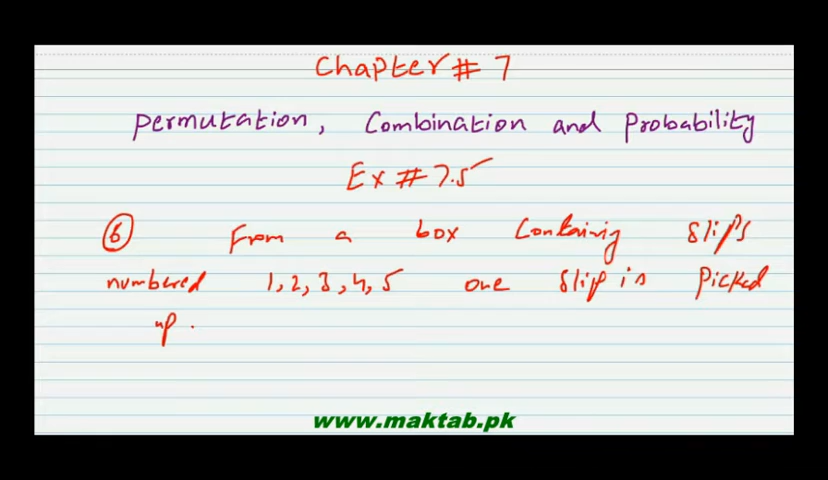 Chapter # 7
Permutation, Combination and Probability
Ex # 7.5
6 From a box Containing slips
numbered 1, 2, 3, 4, 5 one slip is Picked
up.
www.maktab.pk